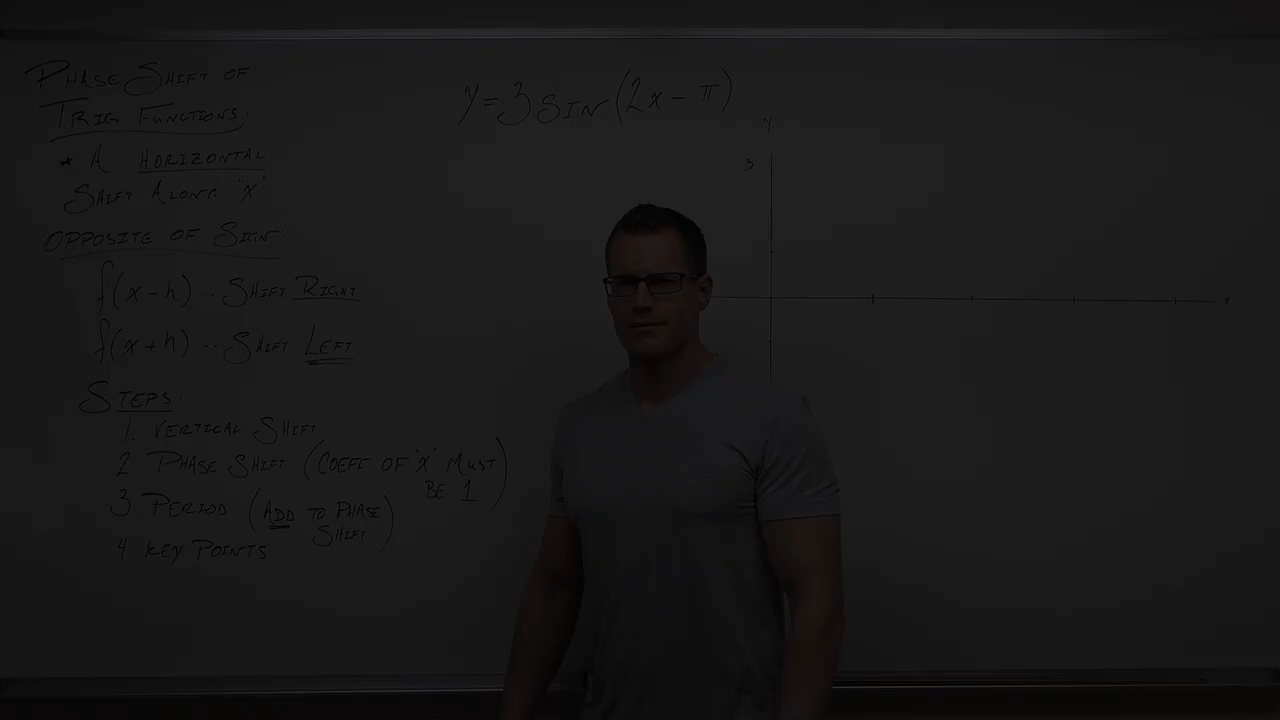 PHASE SHIFT OF
TRIG FUNCTIONS:
* A HORIZONTAL
SHIFT ALONG "X"
OPPOSITE OF SIGN:
f(x-h)... SHIFT RIGHT
f(x+h)... SHIFT LEFT
STEPS:
1. VERTICAL SHIFT
2. PHASE SHIFT (COEFF. OF "X" MUST
BE 1)
3. PERIOD (ADD TO PHASE
SHIFT)
4. KEY POINTS
y=3 SIN(2x-π)
y
3
x